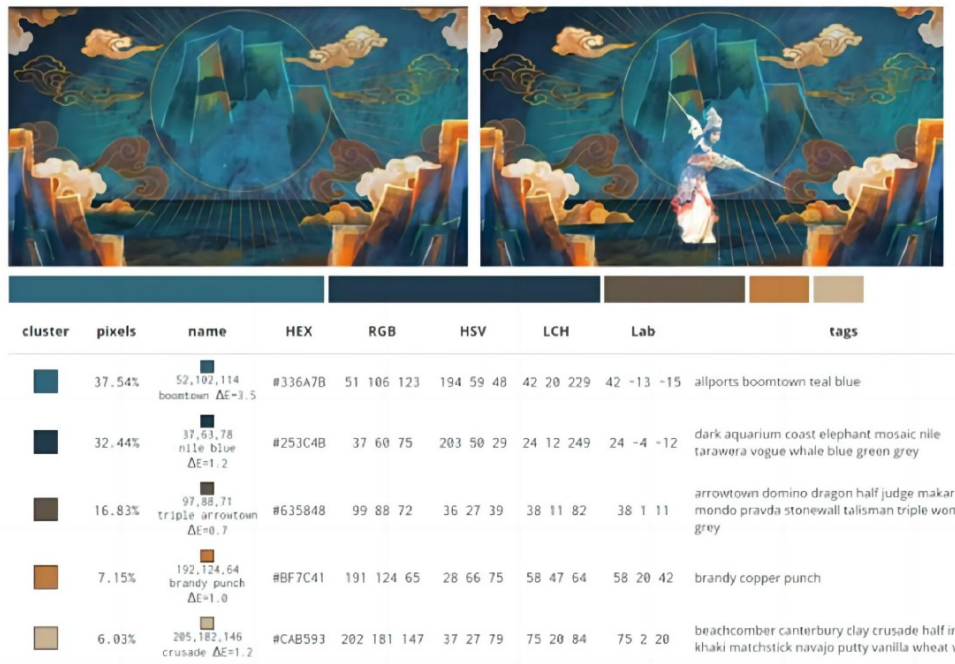 cluster pixels name HEX RGB HSV LCH Lab tags
52,102,114
37.54% #336A7B 51 106 123 194 59 48 42 20 229 42 -13 -15 allports boomtown teal blue
boomtown ΔE=3.5
37,63,78
dark aquarium coast elephant mosaic nile
32.44% nile blue #253C4B 37 60 75 203 50 29 24 12 249 24 -4 -12
tarawera vogue whale blue green grey
ΔE=1.2
97,88,71
arrowtown domino dragon half judge makar
16.83% triple arrowtown #635848 99 88 72 36 27 39 38 11 82 38 1 11
mondo pravda stonewall talisman triple won
ΔE=0.7
grey
192,124,64
7.15% brandy punch #BF7C41 191 124 65 28 66 75 58 47 64 58 20 42 brandy copper punch
ΔE=1.0
205,182,146
beachcomber canterbury clay crusade half in
6.03% #CAB593 202 181 147 37 27 79 75 20 84 75 2 20
crusade ΔE=1.2
khaki matchstick navajo putty vanilla wheat